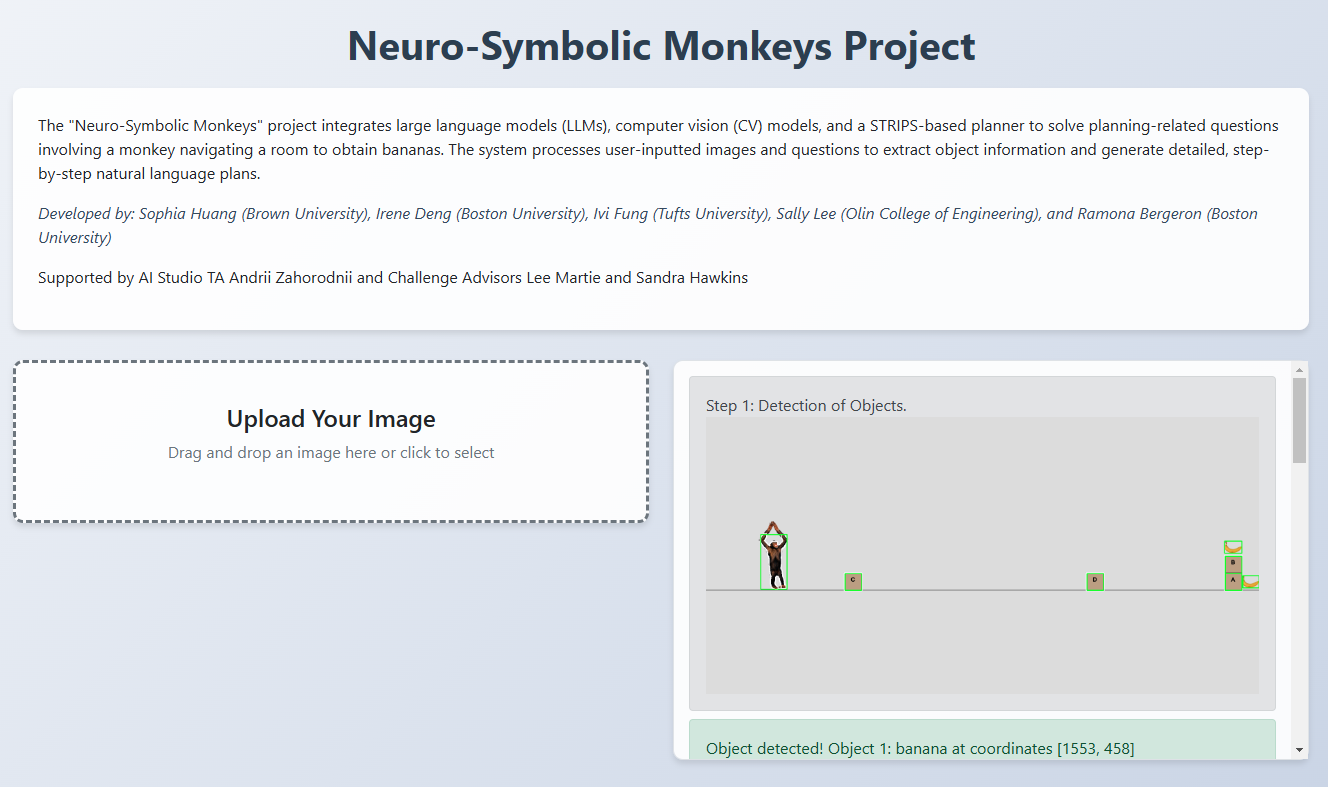 Neuro-Symbolic Monkeys Project
The "Neuro-Symbolic Monkeys" project integrates large language models (LLMs), computer vision (CV) models, and a STRIPS-based planner to solve planning-related questions
involving a monkey navigating a room to obtain bananas. The system processes user-inputted images and questions to extract object information and generate detailed, step-
by-step natural language plans.
Developed by: Sophia Huang (Brown University), Irene Deng (Boston University), Ivi Fung (Tufts University), Sally Lee (Olin College of Engineering), and Ramona Bergeron (Boston
University)
Supported by AI Studio TA Andrii Zahorodnii and Challenge Advisors Lee Martie and Sandra Hawkins
Upload Your Image
Drag and drop an image here or click to select
Step 1: Detection of Objects.
B
C
D
A
Object detected! Object 1: banana at coordinates [1553, 458]